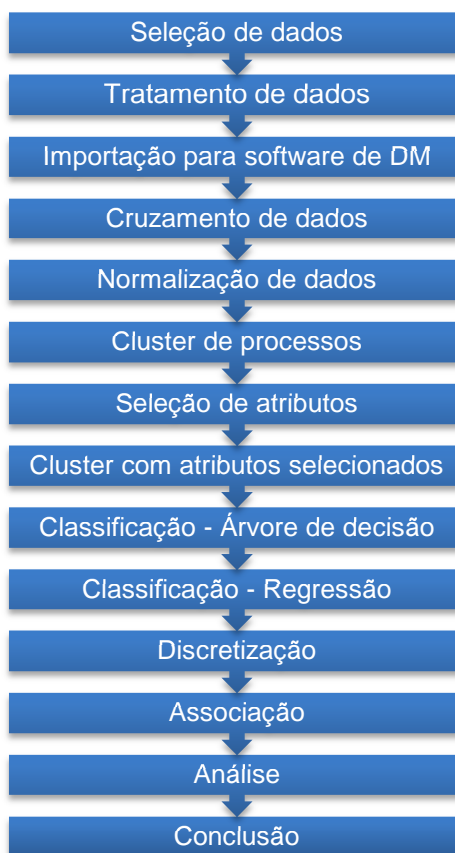 Seleção de dados
Tratamento de dados
Importação para software de DM
Cruzamento de dados
Normalização de dados
Cluster de processos
Seleção de atributos
Cluster com atributos selecionados
Classificação - Árvore de decisão
Classificação - Regressão
Discretização
Associação
Análise
Conclusão